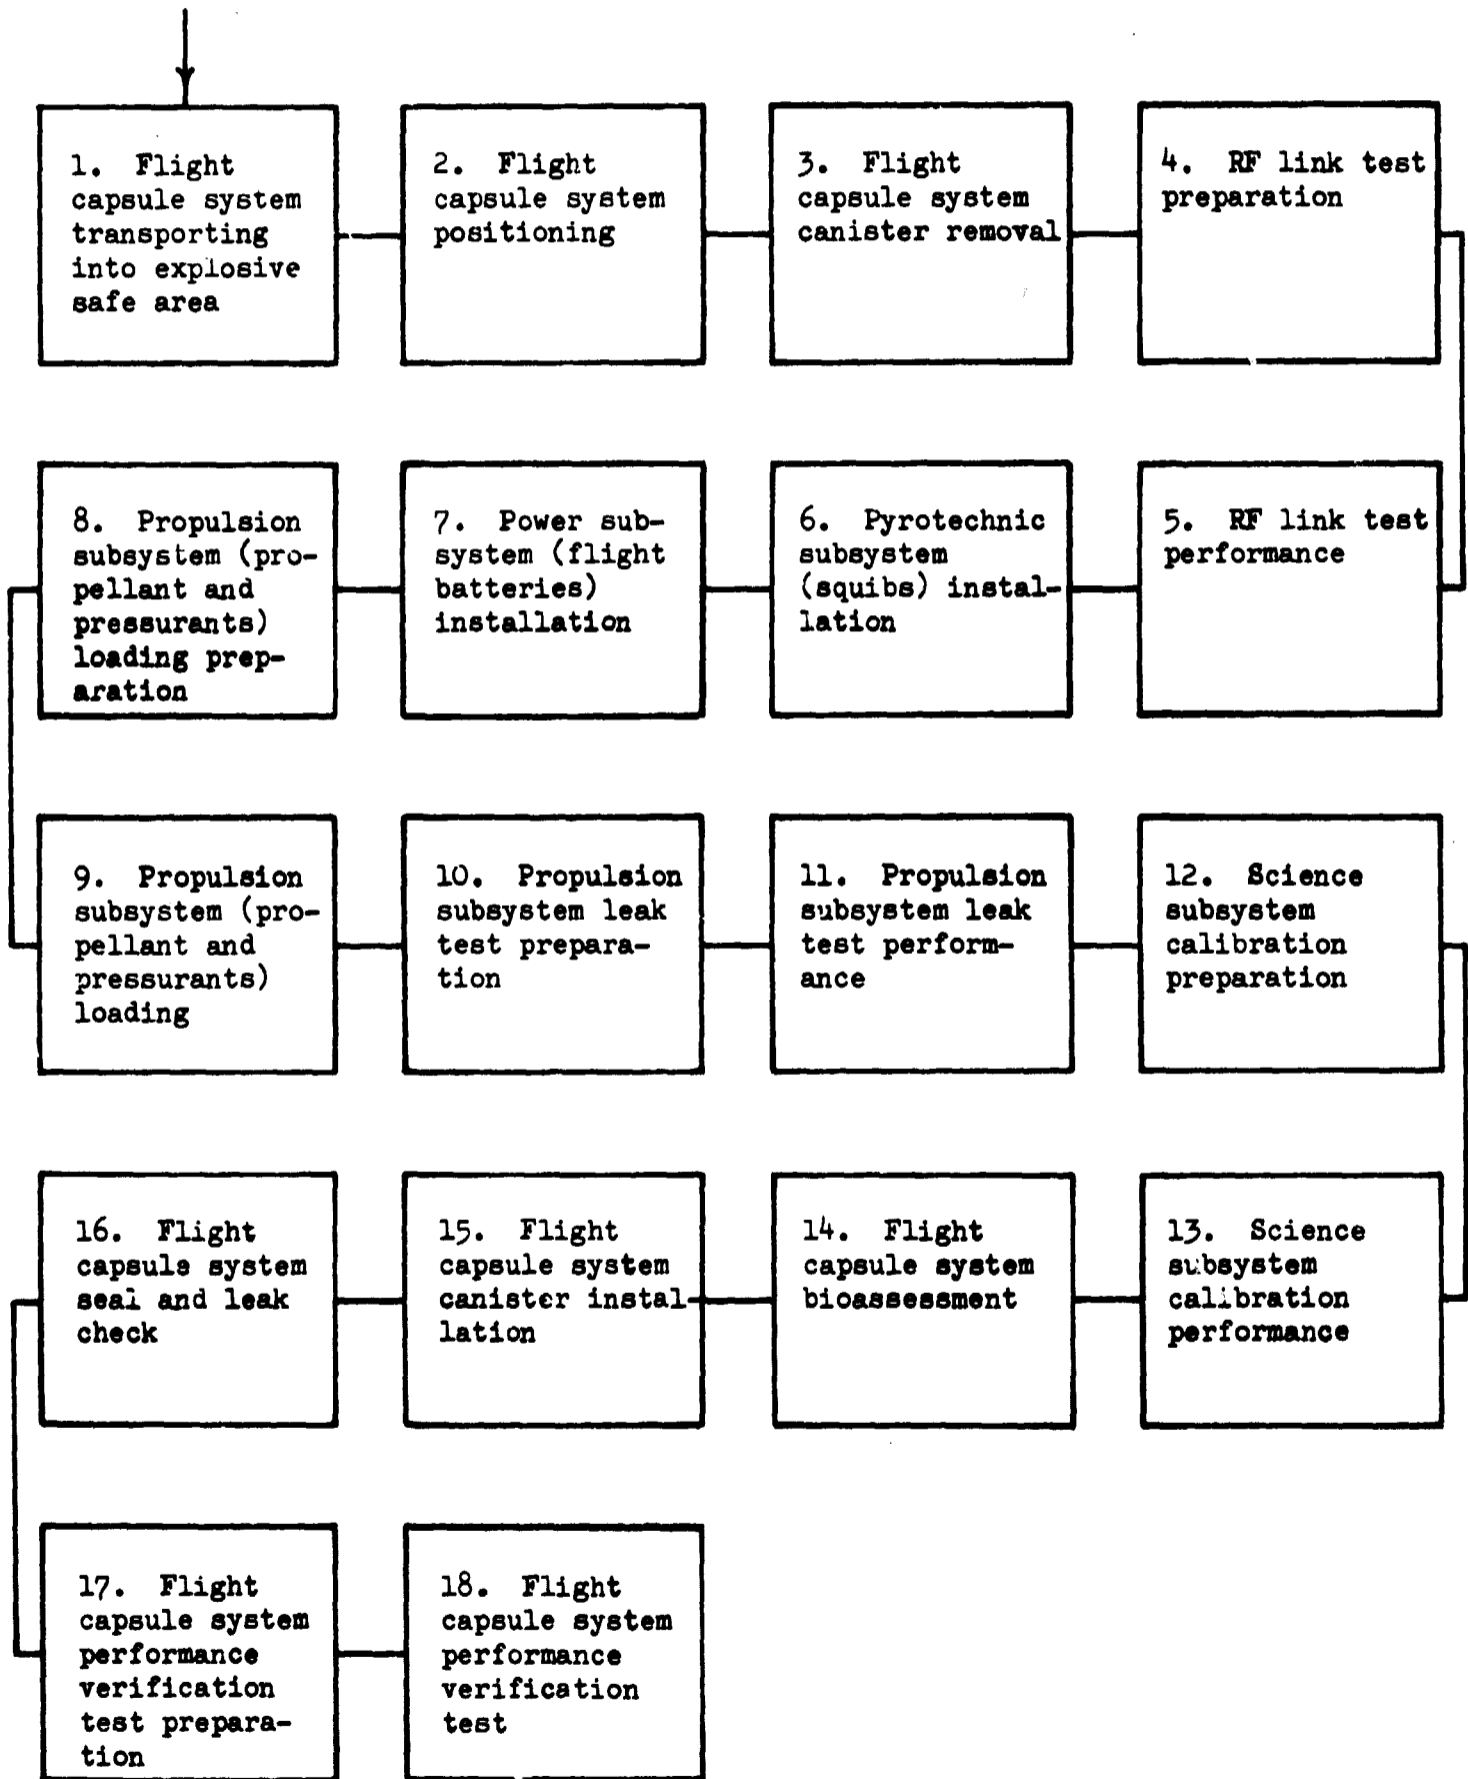 1. Flight
capsule system
transporting
into explosive
safe area
2. Flight
capsule system
positioning
3. Flight
capsule system
canister removal
4. RF link test
preparation
5. RF link test
performance
6. Pyrotechnic
subsystem
(squibs) instal-
lation
7. Power sub-
system (flight
batteries)
installation
8. Propulsion
subsystem (pro-
pellant and
pressurants)
loading prep-
aration
9. Propulsion
subsystem (pro-
pellant and
pressurants)
loading
10. Propulsion
subsystem leak
test prepara-
tion
11. Propulsion
subsystem leak
test perform-
ance
12. Science
subsystem
calibration
preparation
13. Science
subsystem
calibration
performance
14. Flight
capsule system
bioassessment
15. Flight
capsule system
canister instal-
lation
16. Flight
capsule system
seal and leak
check
17. Flight
capsule system
performance
verification
test prepara-
tion
18. Flight
capsule system
performance
verification
test